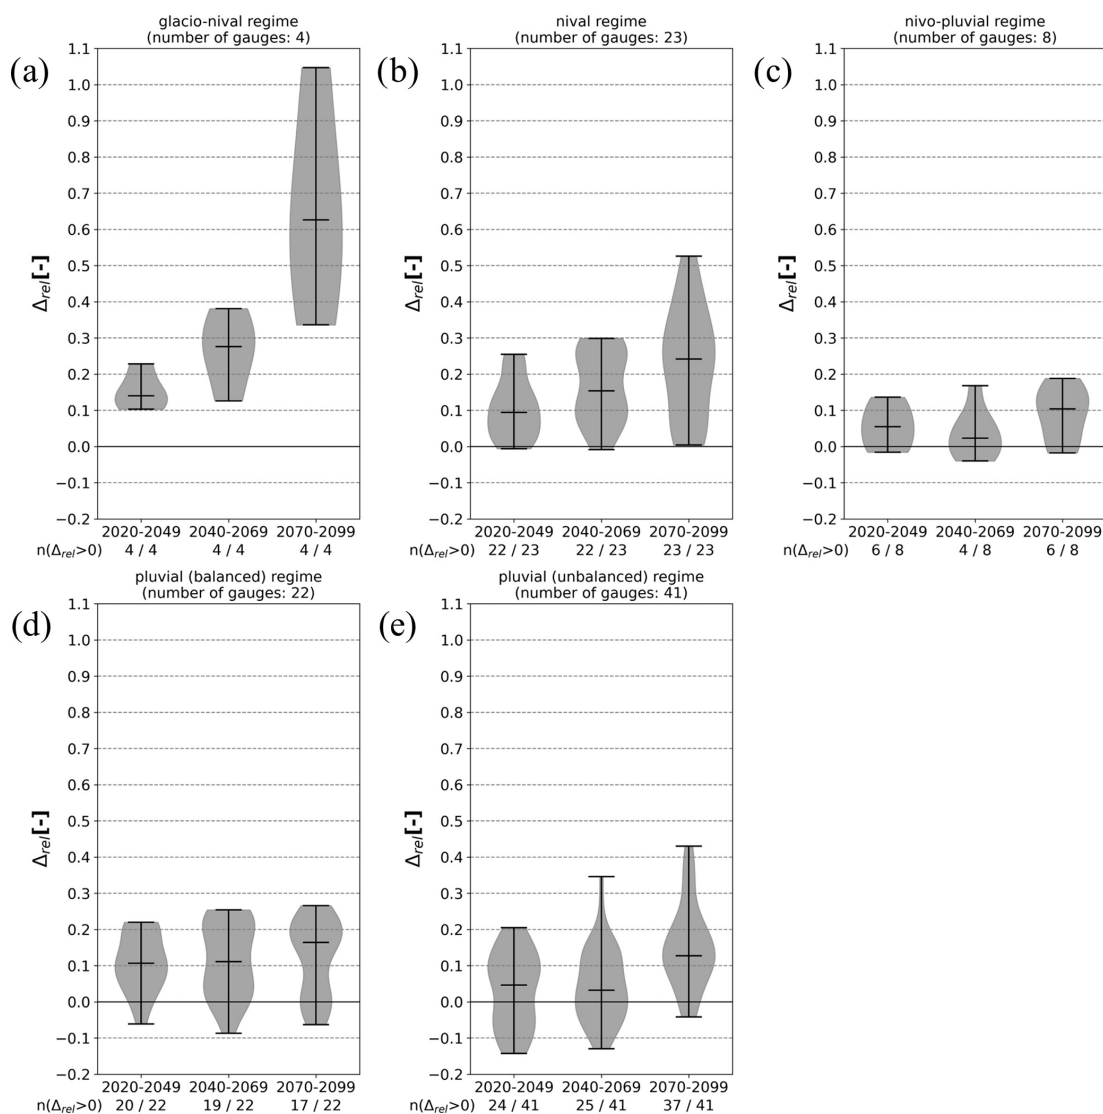 glacio-nival regime
(number of gauges: 4)
(a)
1.1
1.0
0.9
0.8
0.7
0.6
0.5
0.4
0.3
0.2
0.1
0.0
−0.1
−0.2
Δrel[-]
2020-2049 2040-2069 2070-2099
n(Δrel>0) 4 / 4 4 / 4 4 / 4
nival regime
(number of gauges: 23)
(b)
1.1
1.0
0.9
0.8
0.7
0.6
0.5
0.4
0.3
0.2
0.1
0.0
−0.1
−0.2
Δrel[-]
2020-2049 2040-2069 2070-2099
n(Δrel>0) 22 / 23 22 / 23 23 / 23
nivo-pluvial regime
(number of gauges: 8)
(c)
1.1
1.0
0.9
0.8
0.7
0.6
0.5
0.4
0.3
0.2
0.1
0.0
−0.1
−0.2
Δrel[-]
2020-2049 2040-2069 2070-2099
n(Δrel>0) 6 / 8 4 / 8 6 / 8
pluvial (balanced) regime
(number of gauges: 22)
(d)
1.1
1.0
0.9
0.8
0.7
0.6
0.5
0.4
0.3
0.2
0.1
0.0
−0.1
−0.2
Δrel[-]
2020-2049 2040-2069 2070-2099
n(Δrel>0) 20 / 22 19 / 22 17 / 22
pluvial (unbalanced) regime
(number of gauges: 41)
(e)
1.1
1.0
0.9
0.8
0.7
0.6
0.5
0.4
0.3
0.2
0.1
0.0
−0.1
−0.2
Δrel[-]
2020-2049 2040-2069 2070-2099
n(Δrel>0) 24 / 41 25 / 41 37 / 41